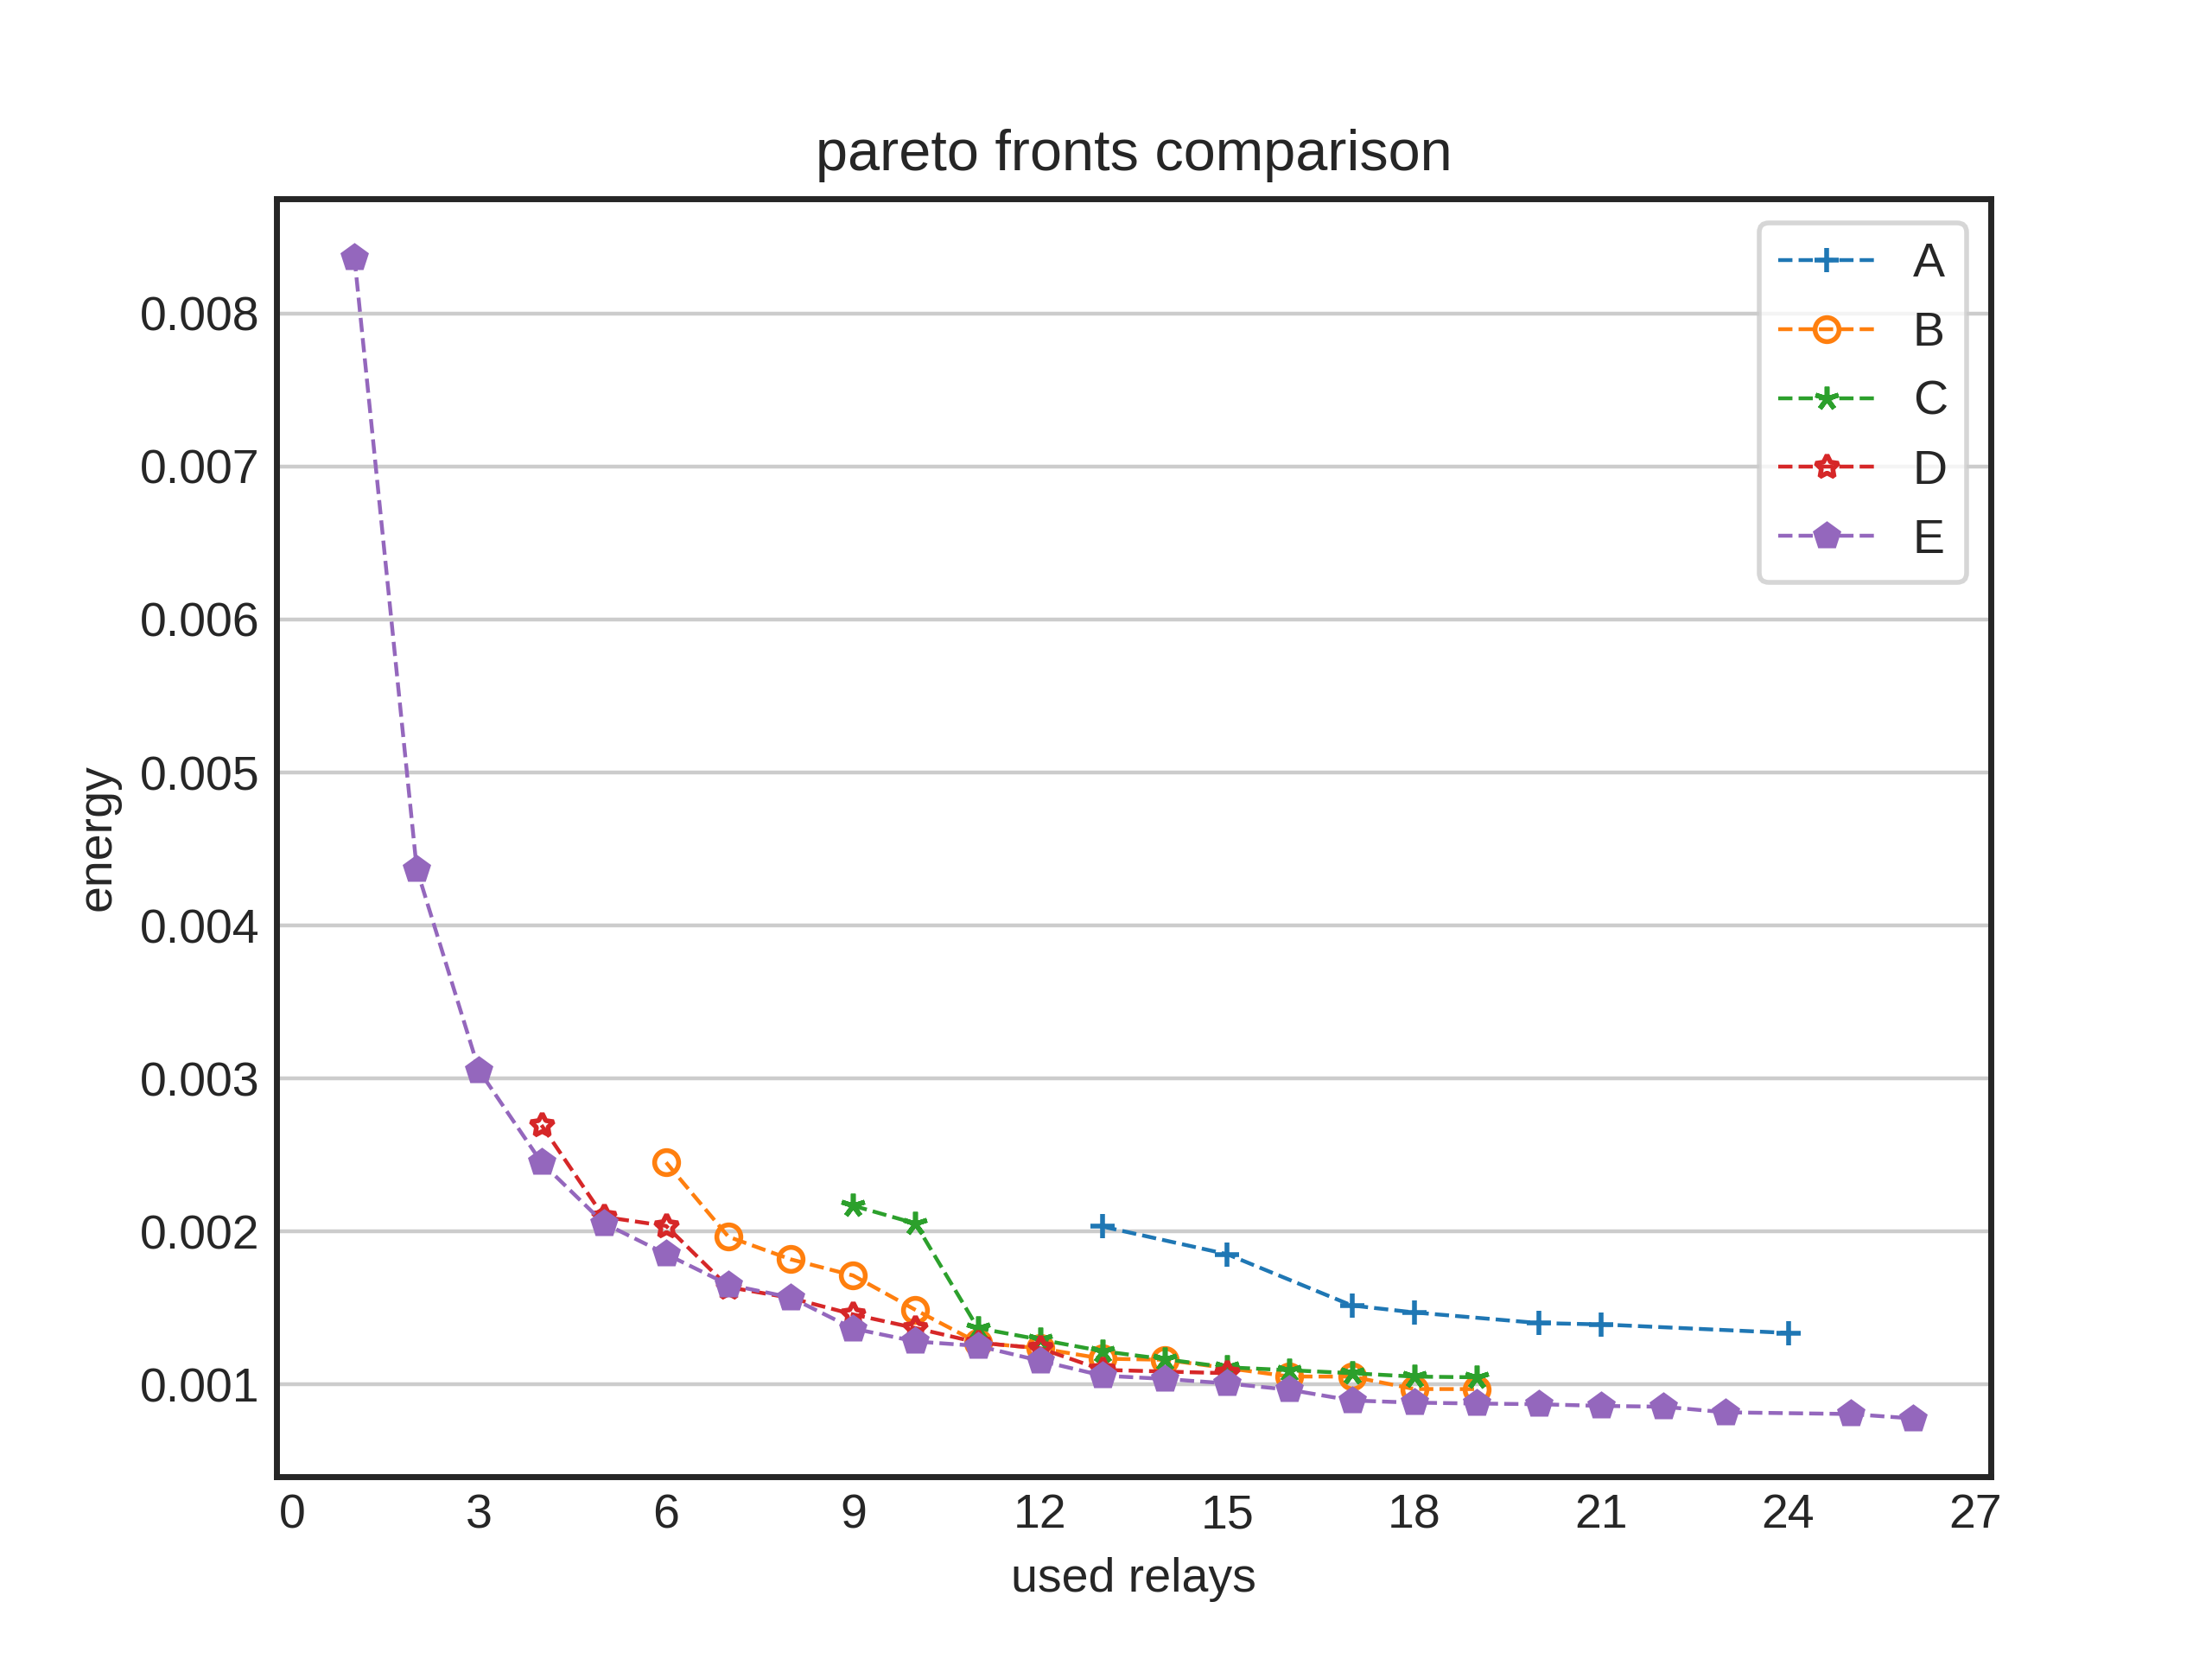 pareto fronts comparison
A
B
C
D
E
0.008
0.007
0.006
0.005
0.004
0.003
0.002
0.001
energy
0 3 6 9 12 15 18 21 24 27
used relays